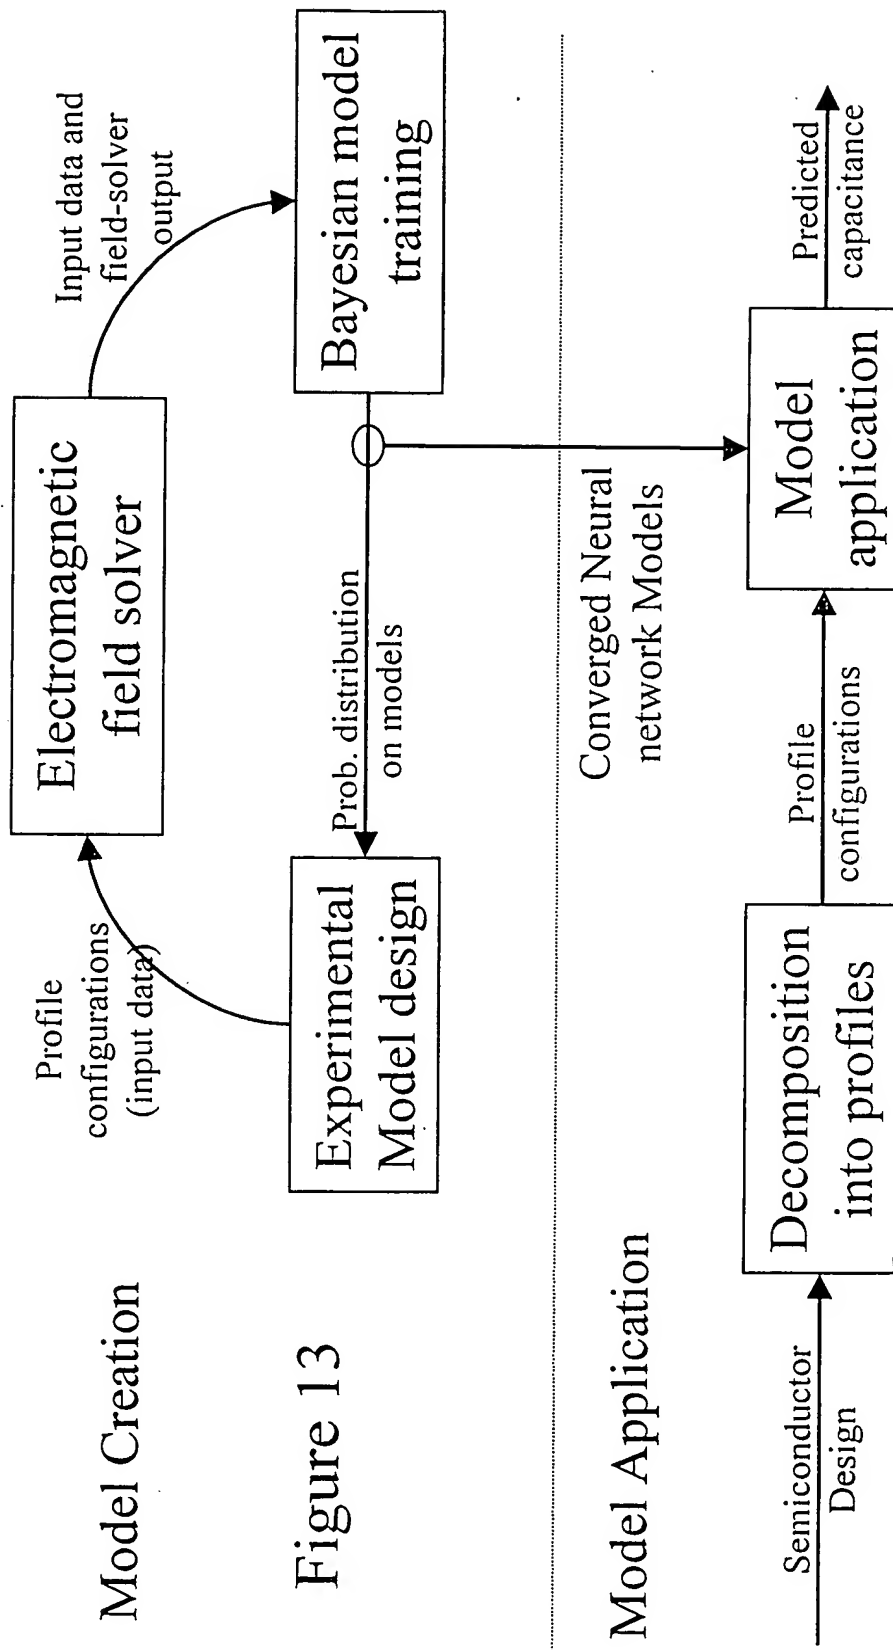 Model Creation
Figure 13
Profile
configurations
(input data)
Electromagnetic
field solver
Input data and
field-solver
output
Experimental
Model design
Prob. distribution
on models
Bayesian model
training
Converged Neural
network Models
Model Application
Semiconductor
Design
Decomposition
into profiles
Profile
configurations
Model
application
Predicted
capacitance